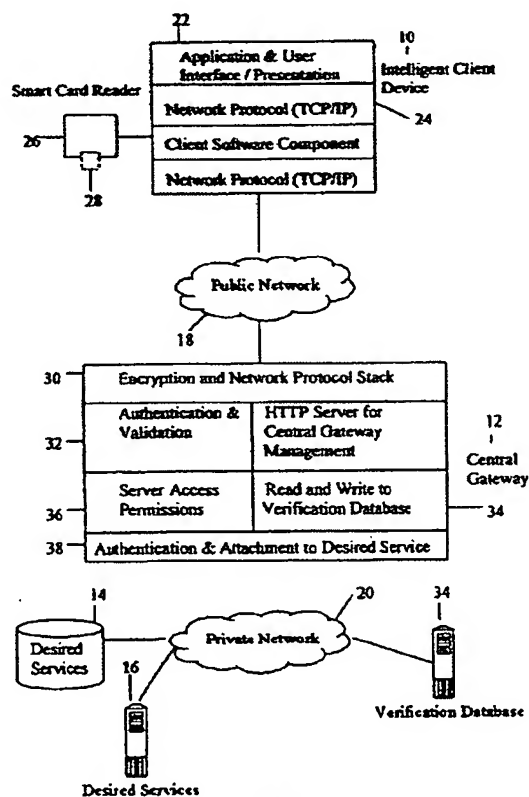 22
10
Application & User
Interface / Presentation
Intelligent Client
Device
Smart Card Reader
Network Protocol (TCP/IP)
24
26
Client Software Component
Network Protocol (TCP/IP)
28
Public Network
18
30
Encryption and Network Protocol Stack
Authentication &
Validation
HTTP Server for
Central Gateway
Management
12
32
Central
Gateway
Server Access
Permissions
Read and Write to
Verification Database
34
36
38
Authentication & Attachment to Desired Service
14
20
34
Desired
Services
Private Network
16
Verification Database
Desired Services